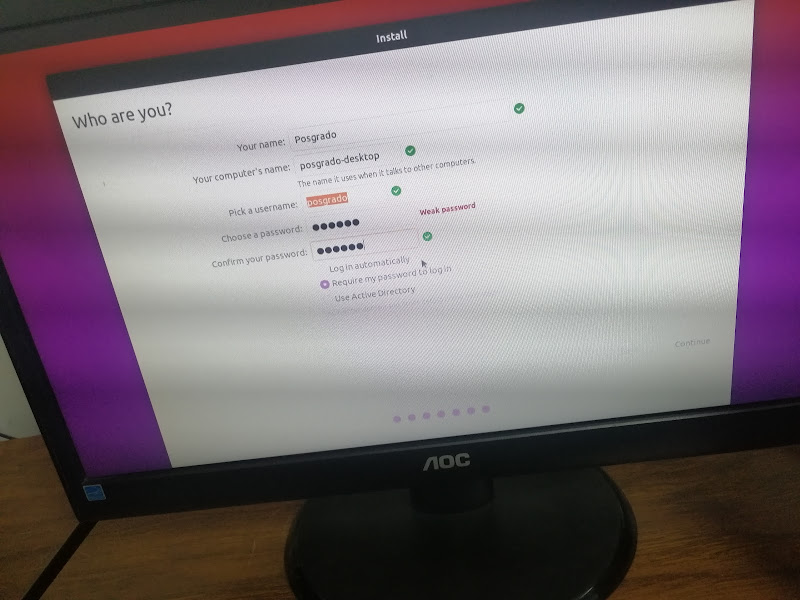 Install
Who are you?
Your name: Posgrado
Your computer's name: posgrado-desktop
The name it uses when it talks to other computers.
Pick a username: posgrado
Choose a password: ●●●●●● Weak password
Confirm your password: ●●●●●●
Log in automatically
Require my password to log in
Use Active Directory
Continue
AOC